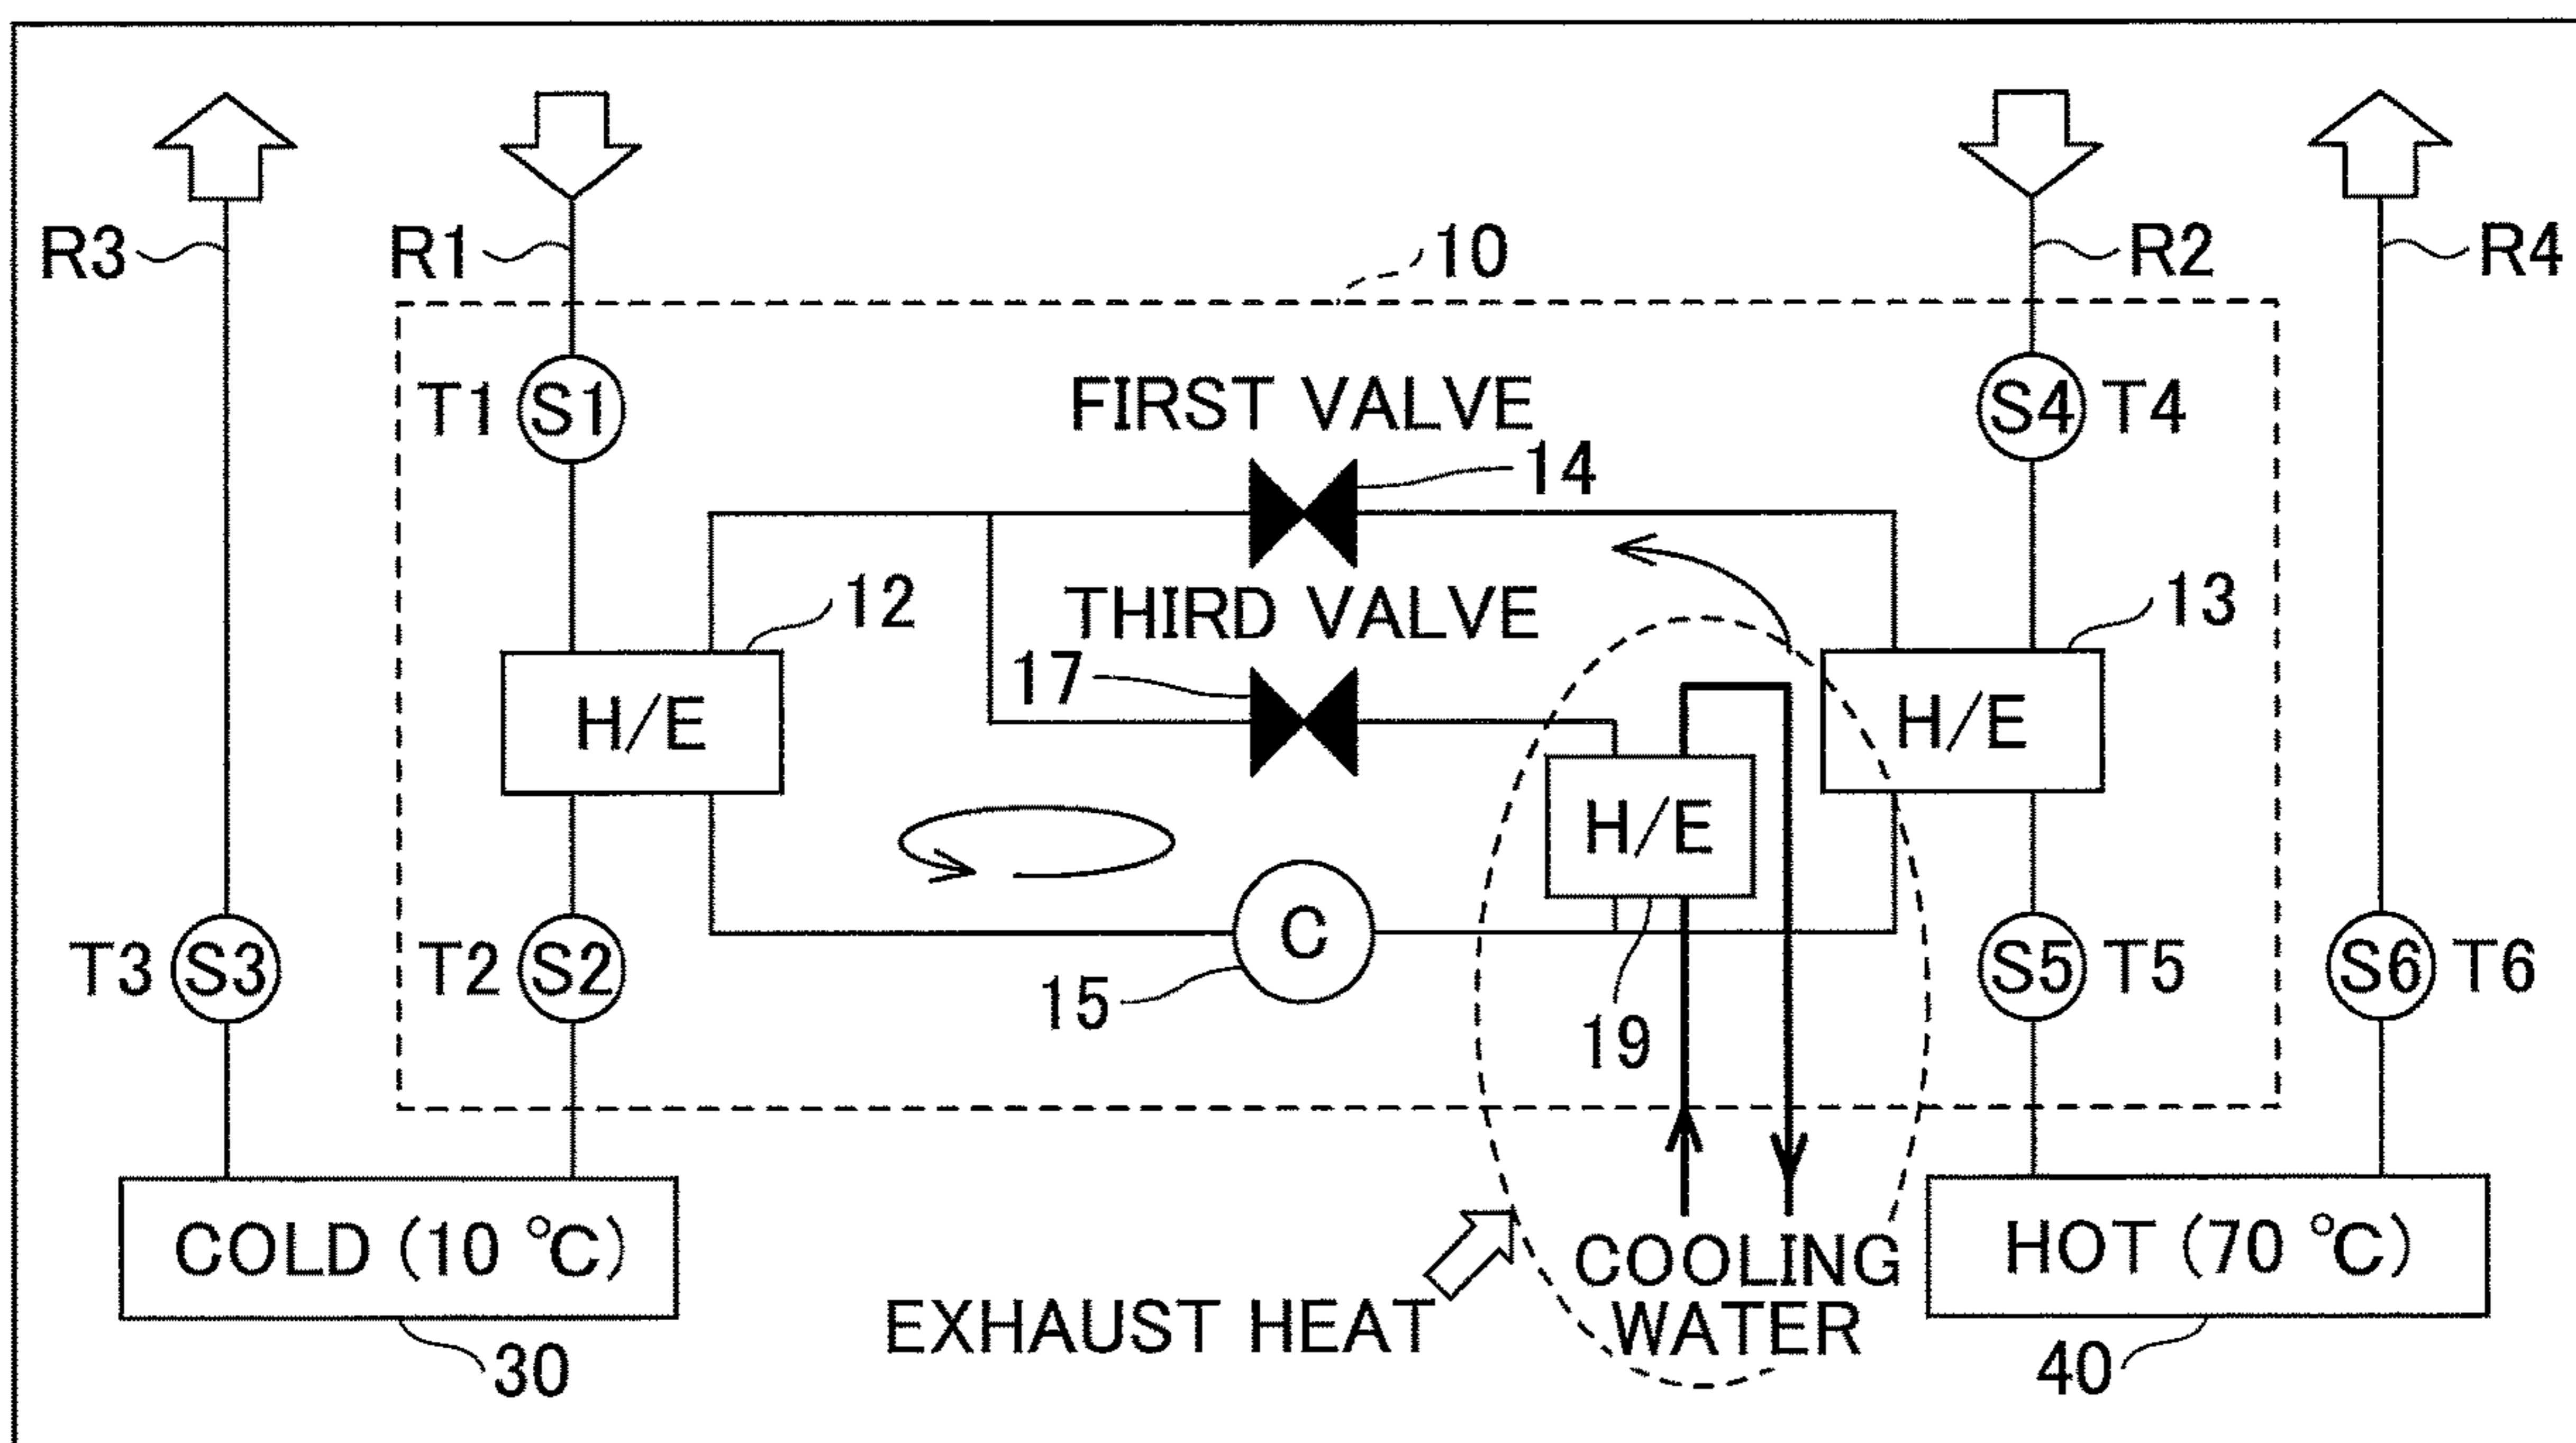 R3
R1
10
R2
R4
T1
S1
FIRST VALVE
S4
T4
14
12
THIRD VALVE
13
17
H/E
H/E
H/E
T3
S3
T2
S2
C
15
19
S5
T5
S6
T6
COLD (10 ℃)
EXHAUST HEAT
COOLING
WATER
HOT (70 ℃)
30
40